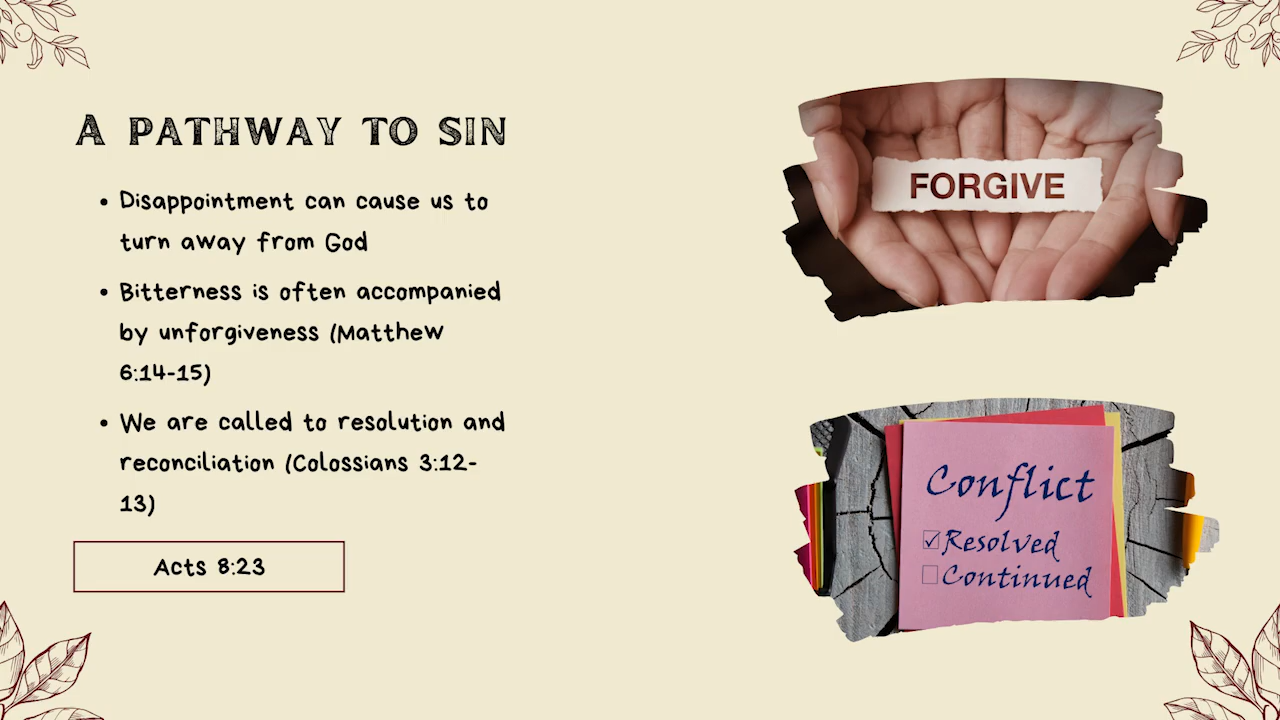 A PATHWAY TO SIN
• Disappointment can cause us to
turn away from God
• Bitterness is often accompanied
by unforgiveness (Matthew
6:14-15)
• We are called to resolution and
reconciliation (Colossians 3:12-
13)
Acts 8:23
FORGIVE
Conflict
☑ Resolved
☐ Continued